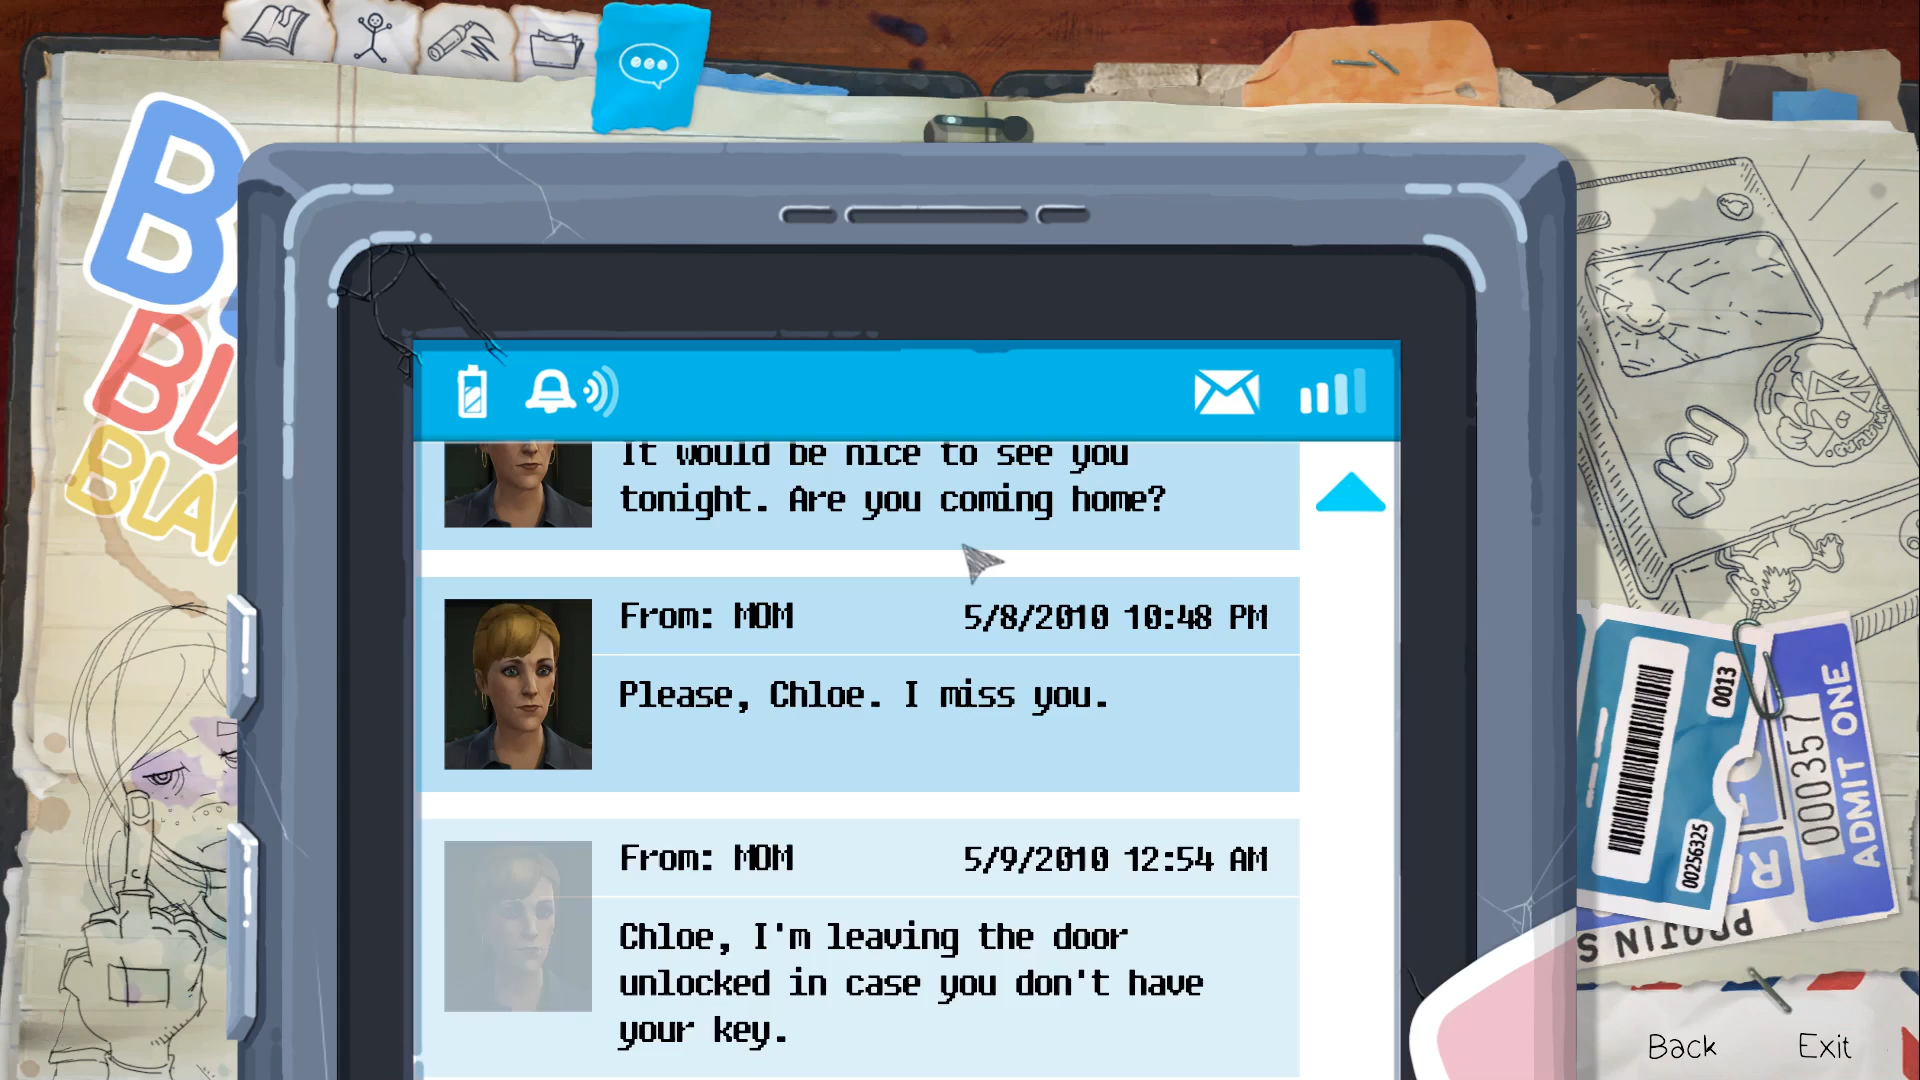 It would be nice to see you
tonight. Are you coming home?
From: MOM 5/8/2010 10:48 PM
Please, Chloe. I miss you.
From: MOM 5/9/2010 12:54 AM
Chloe, I'm leaving the door
unlocked in case you don't have
your key.
BL
BLA
0013
00256325
000357
ADMIT ONE
Back Exit